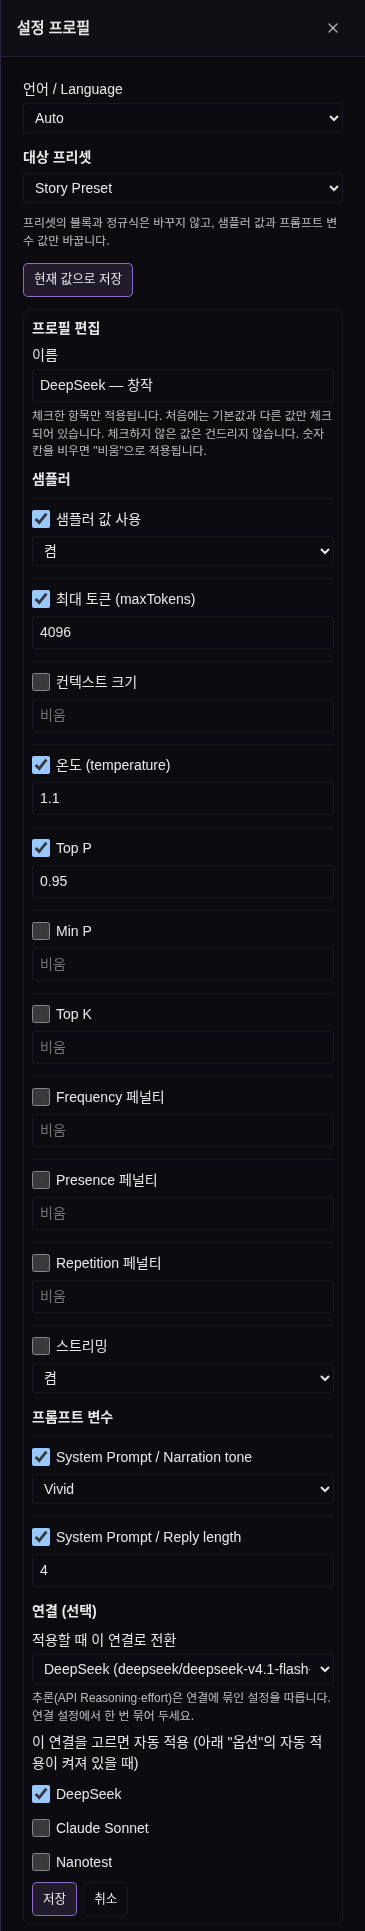 설정 프로필
언어 / Language
Auto
대상 프리셋
Story Preset
프리셋의 블록과 정규식은 바꾸지 않고, 샘플러 값과 프롬프트 변
수 값만 바꿉니다.
현재 값으로 저장
프로필 편집
이름
DeepSeek — 창작
체크한 항목만 적용됩니다. 처음에는 기본값과 다른 값만 체크
되어 있습니다. 체크하지 않은 값은 건드리지 않습니다. 숫자
칸을 비우면 "비움"으로 적용됩니다.
샘플러
샘플러 값 사용
켬
최대 토큰 (maxTokens)
4096
컨텍스트 크기
비움
온도 (temperature)
1.1
Top P
0.95
Min P
비움
Top K
비움
Frequency 페널티
비움
Presence 페널티
비움
Repetition 페널티
비움
스트리밍
켬
프롬프트 변수
System Prompt / Narration tone
Vivid
System Prompt / Reply length
4
연결 (선택)
적용할 때 이 연결로 전환
DeepSeek (deepseek/deepseek-v4.1-flash-
추론(API Reasoning·effort)은 연결에 묶인 설정을 따릅니다.
연결 설정에서 한 번 묶어 두세요.
이 연결을 고르면 자동 적용 (아래 "옵션"의 자동 적
용이 켜져 있을 때)
DeepSeek
Claude Sonnet
Nanotest
저장 취소